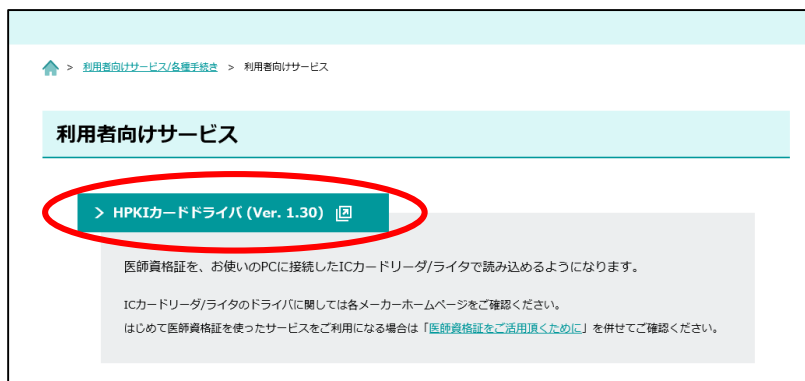 > 利用者向けサービス/各種手続き > 利用者向けサービス
利用者向けサービス
> HPKIカードドライバ (Ver. 1.30)
医師資格証を、お使いのPCに接続したICカードリーダ/ライタで読み込めるようになります。
ICカードリーダ/ライタのドライバに関しては各メーカーホームページをご確認ください。
はじめて医師資格証を使ったサービスをご利用になる場合は「医師資格証をご活用頂くために」を併せてご確認ください。